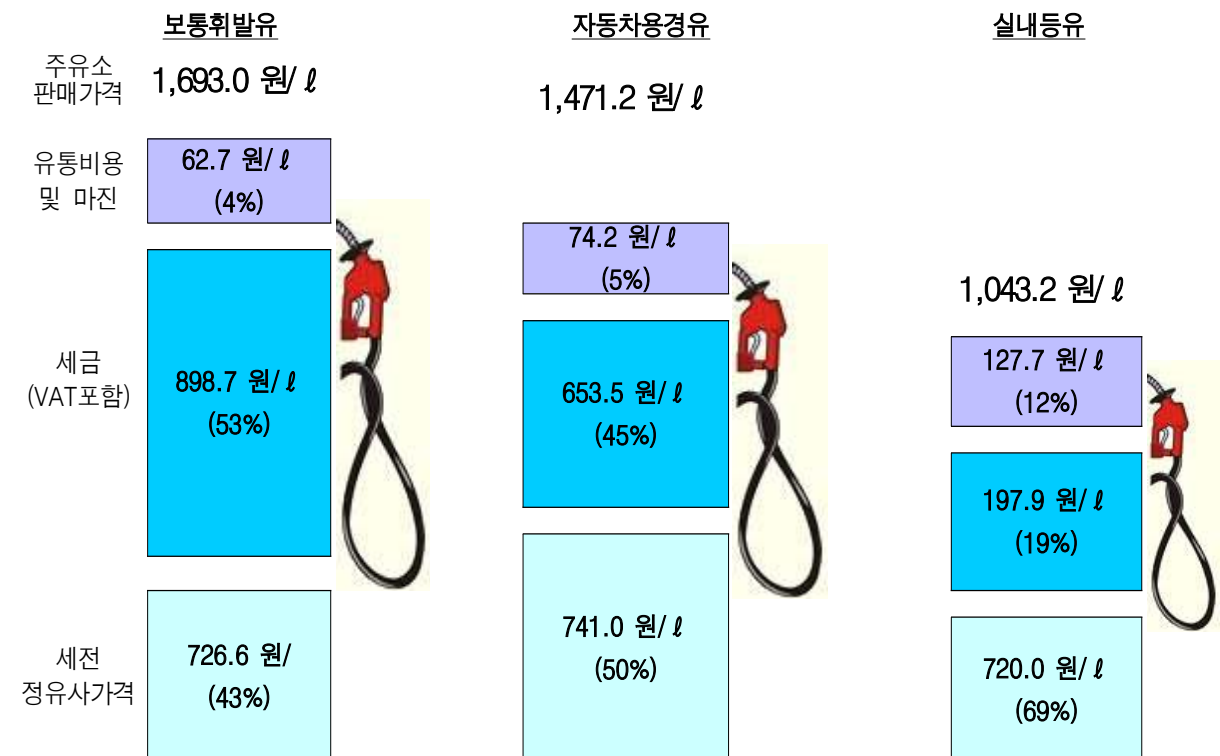 보통휘발유
자동차용경유
실내등유
주유소
판매가격
1,693.0 원/ℓ
1,471.2 원/ℓ
1,043.2 원/ℓ
유통비용
및 마진
62.7 원/ℓ
(4%)
74.2 원/ℓ
(5%)
127.7 원/ℓ
(12%)
세금
(VAT포함)
898.7 원/ℓ
(53%)
653.5 원/ℓ
(45%)
197.9 원/ℓ
(19%)
세전
정유사가격
726.6 원/
(43%)
741.0 원/ℓ
(50%)
720.0 원/ℓ
(69%)